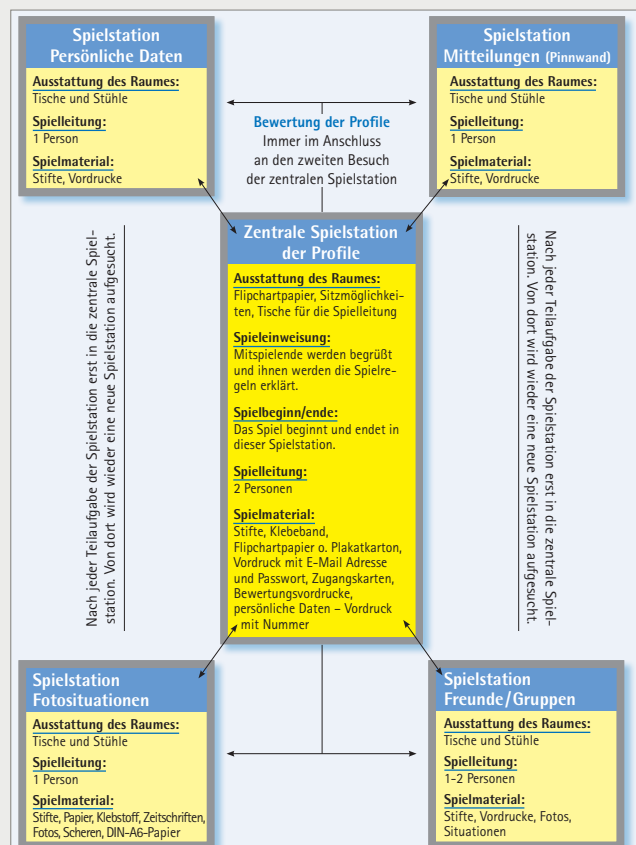 Spielstation
Persönliche Daten
Ausstattung des Raumes:
Tische und Stühle
Spielleitung:
1 Person
Spielmaterial:
Stifte, Vordrucke
Bewertung der Profile
Immer im Anschluss
an den zweiten Besuch
der zentralen Spielstation
Spielstation
Mitteilungen (Pinnwand)
Ausstattung des Raumes:
Tische und Stühle
Spielleitung:
1 Person
Spielmaterial:
Stifte, Vordrucke
Nach jeder Teilaufgabe der Spielstation erst in die zentrale Spiel-
station. Von dort wird wieder eine neue Spielstation aufgesucht.
Zentrale Spielstation
der Profile
Ausstattung des Raumes:
Flipchartpapier, Sitzmöglichkei-
ten, Tische für die Spielleitung
Spieleinweisung:
Mitspielende werden begrüßt
und ihnen werden die Spielre-
geln erklärt.
Spielbeginn/ende:
Das Spiel beginnt und endet in
dieser Spielstation.
Spielleitung:
2 Personen
Spielmaterial:
Stifte, Klebeband,
Flipchartpapier o. Plakatkarton,
Vordruck mit E-Mail Adresse
und Passwort, Zugangskarten,
Bewertungsvordrucke,
persönliche Daten – Vordruck
mit Nummer
Nach jeder Teilaufgabe der Spielstation erst in die zentrale Spiel-
station. Von dort wird wieder eine neue Spielstation aufgesucht.
Spielstation
Fotosituationen
Ausstattung des Raumes:
Tische und Stühle
Spielleitung:
1 Person
Spielmaterial:
Stifte, Papier, Klebstoff, Zeitschriften,
Fotos, Scheren, DIN-A6-Papier
Spielstation
Freunde/Gruppen
Ausstattung des Raumes:
Tische und Stühle
Spielleitung:
1-2 Personen
Spielmaterial:
Stifte, Vordrucke, Fotos,
Situationen